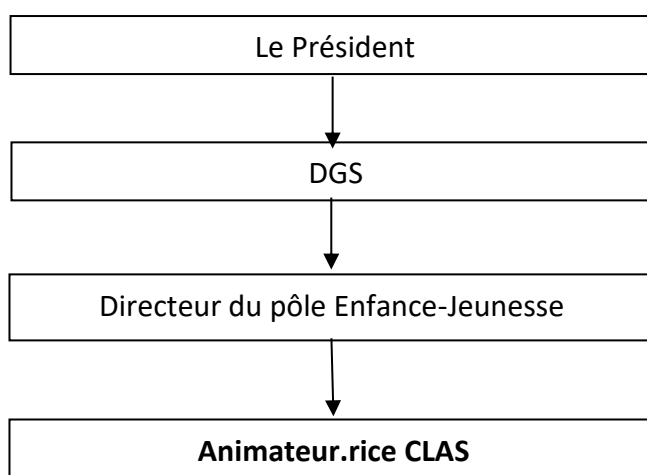 Le Président
DGS
Directeur du pôle Enfance-Jeunesse
Animateur.rice CLAS